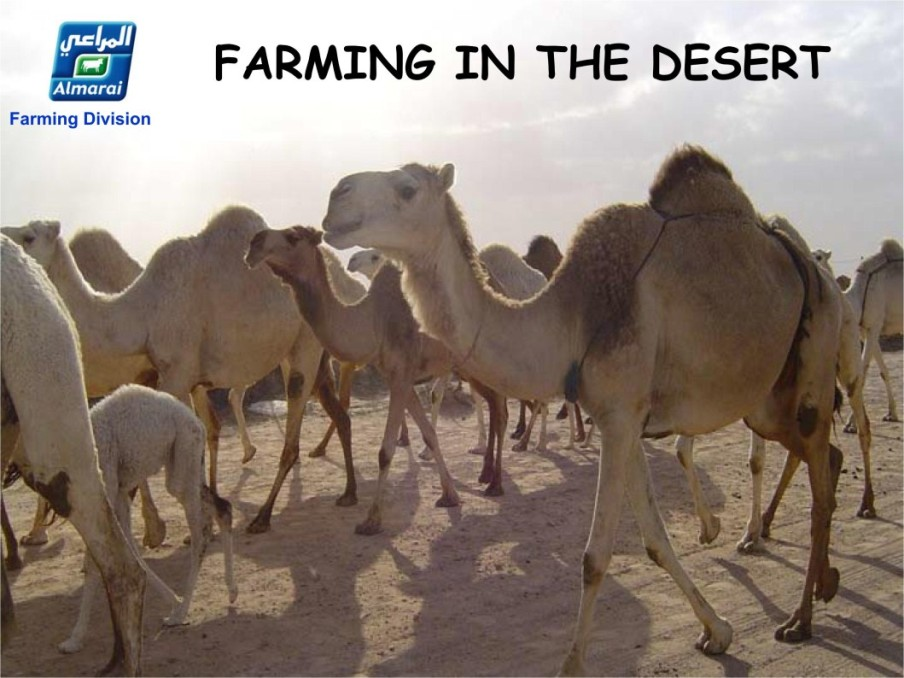 المراعي
Almarai
Farming Division
FARMING IN THE DESERT